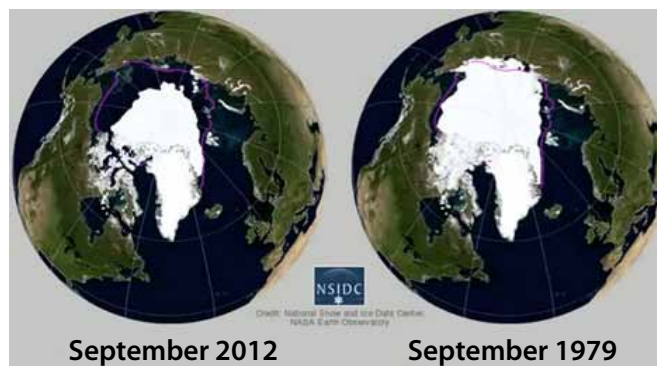 NSIDC
Credit: National Snow and Ice Data Center,
NASA Earth Observatory
September 2012
September 1979